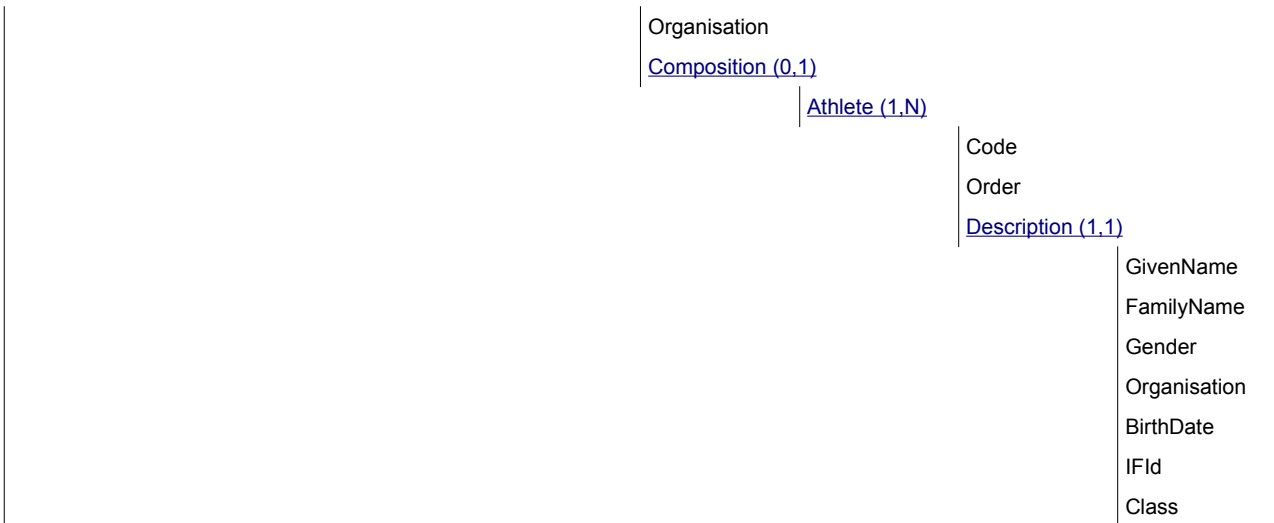 Organisation
Composition (0,1)
Athlete (1,N)
Code
Order
Description (1,1)
GivenName
FamilyName
Gender
Organisation
BirthDate
IFId
Class